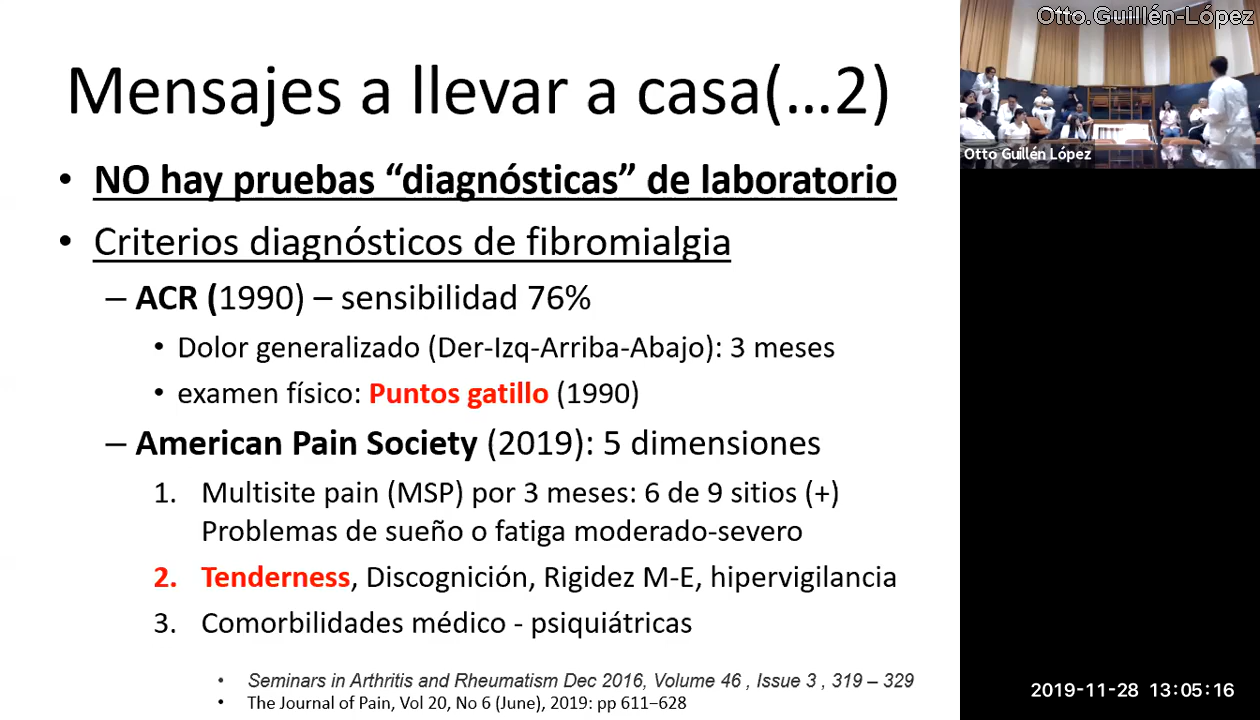 Mensajes a llevar a casa(...2)
• NO hay pruebas “diagnósticas” de laboratorio
• Criterios diagnósticos de fibromialgia
– ACR (1990) – sensibilidad 76%
• Dolor generalizado (Der-Izq-Arriba-Abajo): 3 meses
• examen físico: Puntos gatillo (1990)
– American Pain Society (2019): 5 dimensiones
1. Multisite pain (MSP) por 3 meses: 6 de 9 sitios (+)
Problemas de sueño o fatiga moderado-severo
2. Tenderness, Discognición, Rigidez M-E, hipervigilancia
3. Comorbilidades médico - psiquiátricas
• Seminars in Arthritis and Rheumatism Dec 2016, Volume 46 , Issue 3 , 319 – 329
• The Journal of Pain, Vol 20, No 6 (June), 2019: pp 611–628
Otto.Guillén-López
Otto Guillén López
2019-11-28 13:05:16